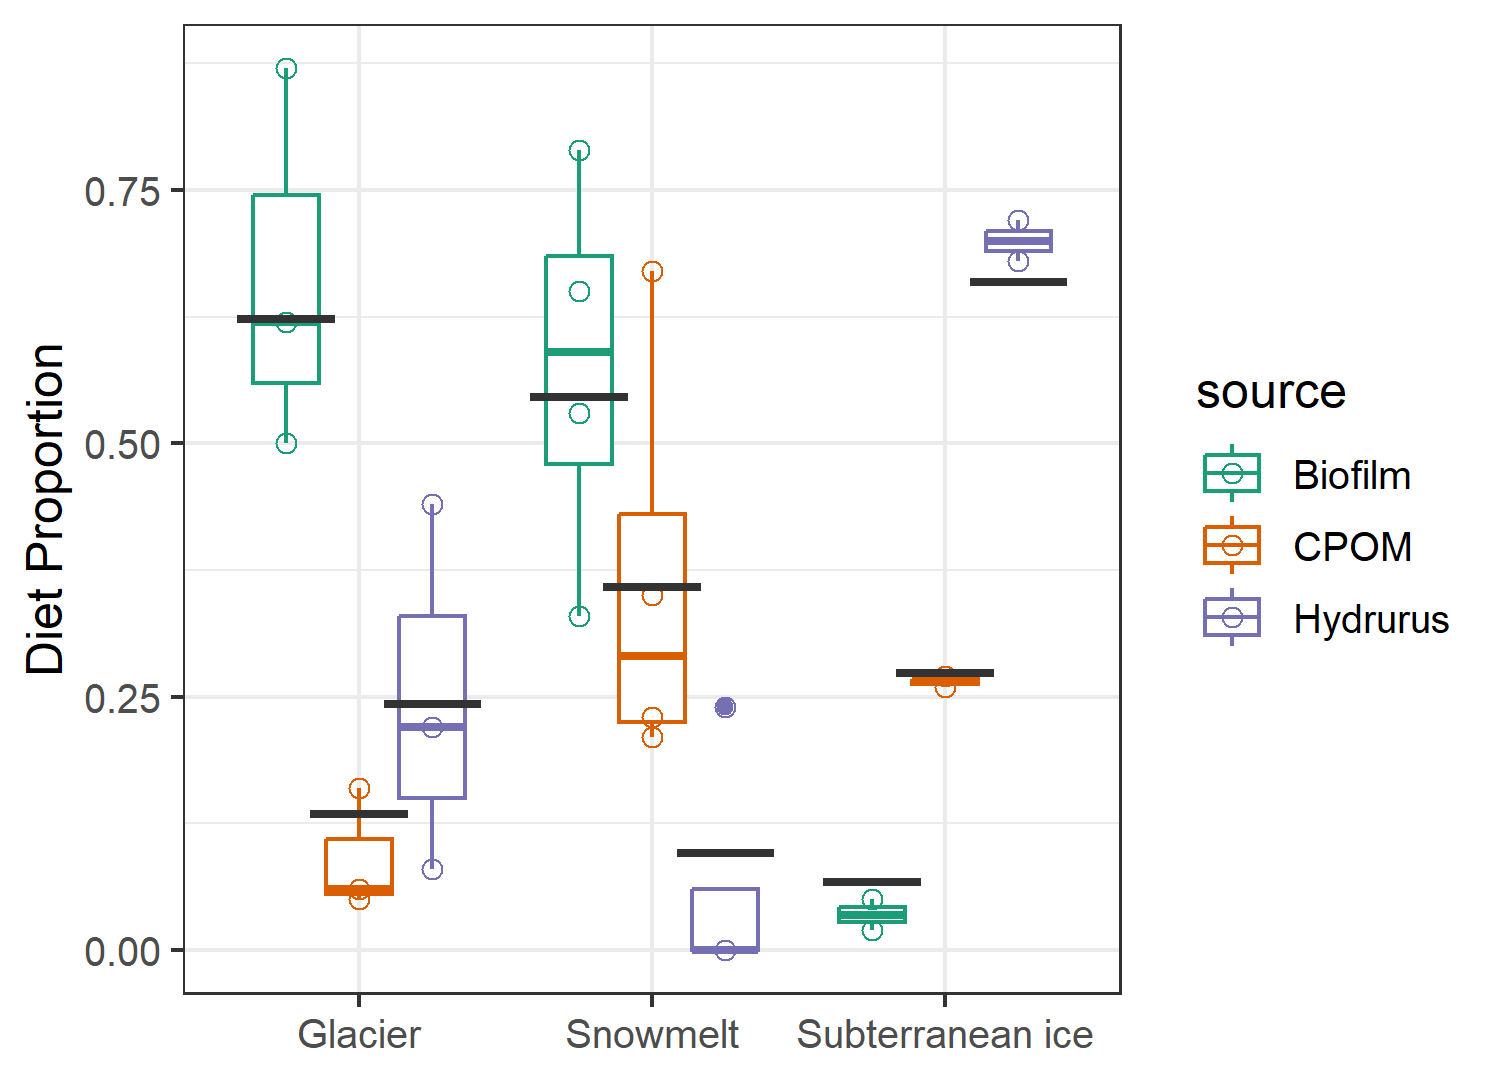 Diet Proportion
0.75
0.50
0.25
0.00
Glacier
Snowmelt
Subterranean ice
source
Biofilm
CPOM
Hydrurus